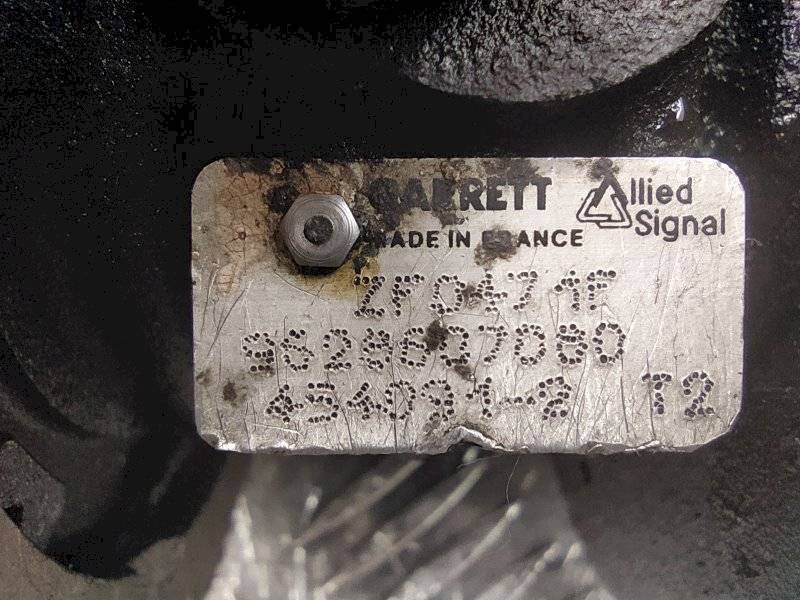 GARRETT Allied Signal
MADE IN FRANCE
ZF0471F
9628607080
454091-2 T2